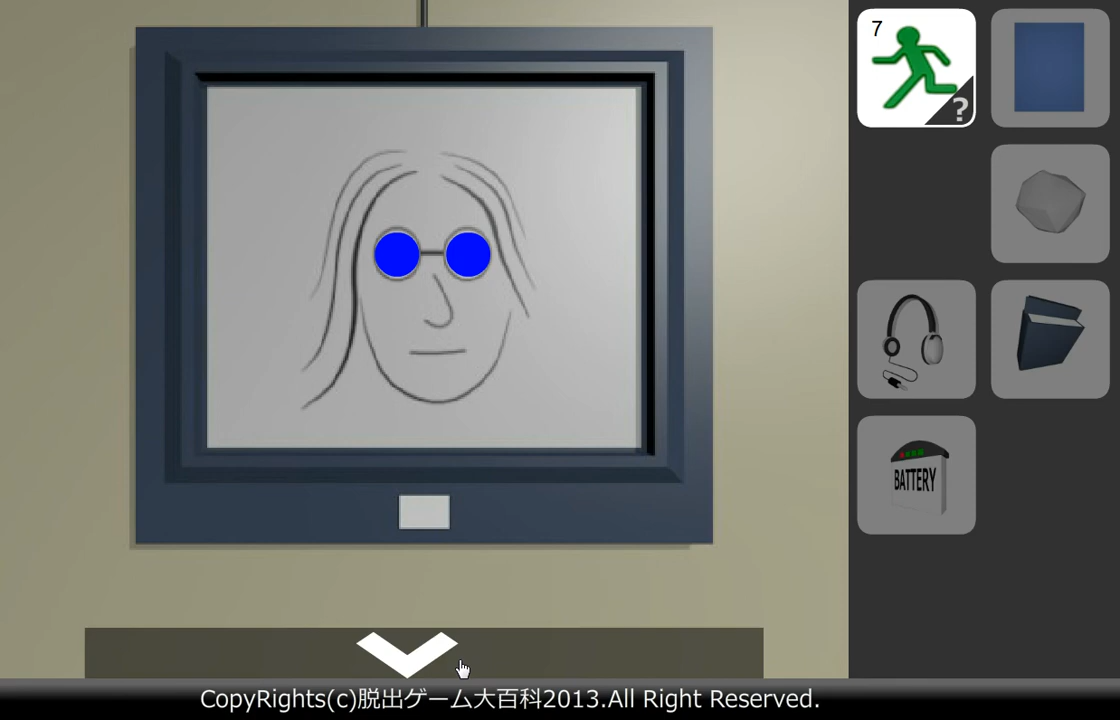 7
?
BATTERY
CopyRights(c)脱出ゲーム大百科2013.All Right Reserved.